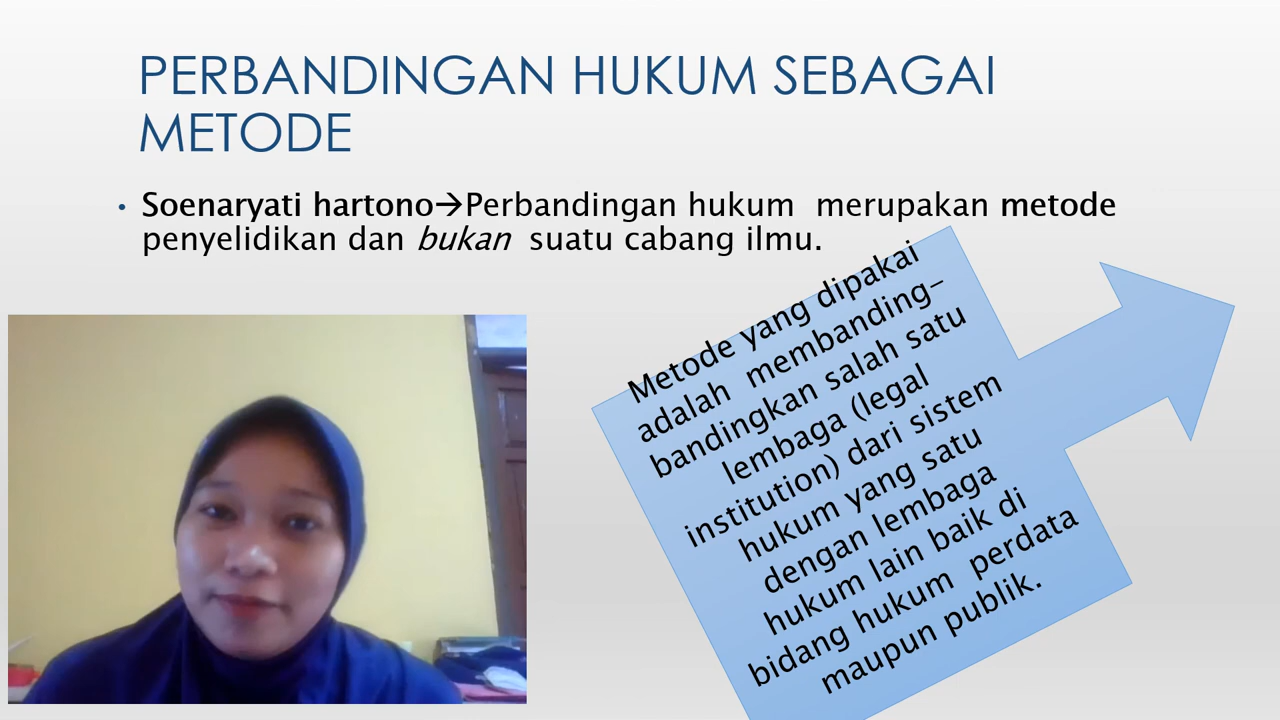 PERBANDINGAN HUKUM SEBAGAI
METODE
• Soenaryati hartono→Perbandingan hukum merupakan metode
penyelidikan dan bukan suatu cabang ilmu.
Metode yang dipakai
adalah membanding-
bandingkan salah satu
lembaga (legal
institution) dari sistem
hukum yang satu
dengan lembaga
hukum lain baik di
bidang hukum perdata
maupun publik.